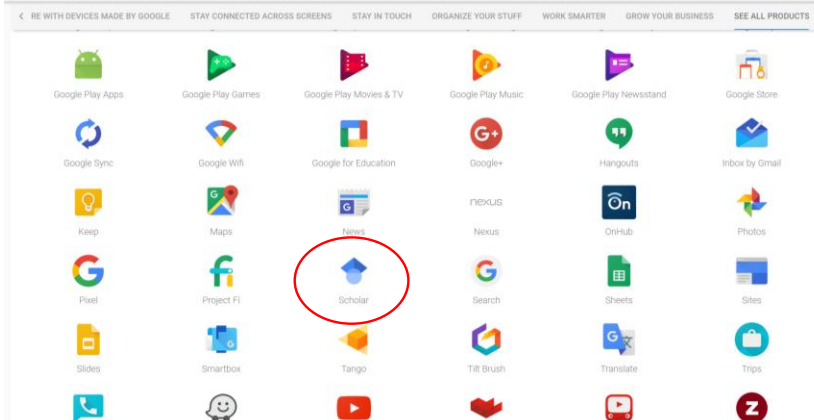 RE WITH DEVICES MADE BY GOOGLE STAY CONNECTED ACROSS SCREENS STAY IN TOUCH ORGANIZE YOUR STUFF WORK SMARTER GROW YOUR BUSINESS SEE ALL PRODUCTS
Google Play Apps Google Play Games Google Play Movies & TV Google Play Music Google Play Newsstand Google Store
G+
Google Sync Google Wifi Google for Education Google+ Hangouts Inbox by Gmail
G G nexus On
Keep Maps News Nexus OnHub Photos
G G
Pixel Project Fi Scholar Search Sheets Sites
G G
Slides Smartbox Tango Tilt Brush Translate Trips
Z